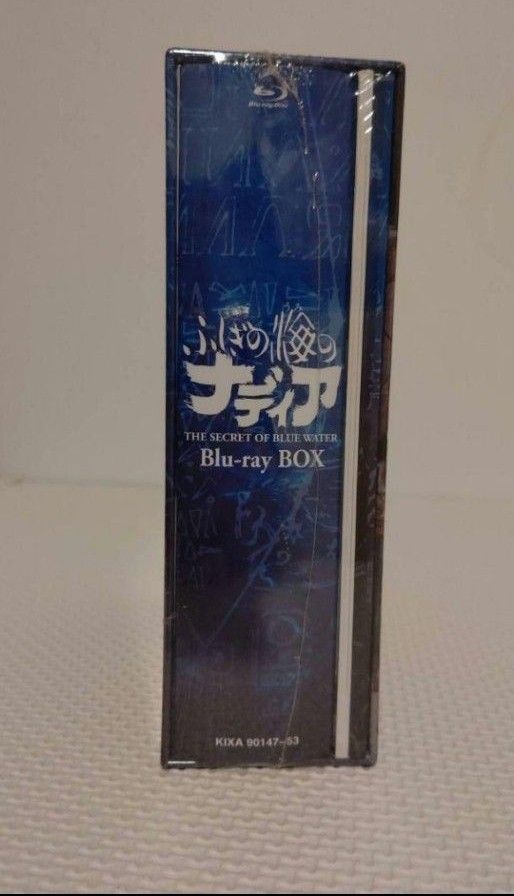 Blu-ray Disc
ふしぎの海の
ナディア
THE SECRET OF BLUE WATER
Blu-ray BOX
KIXA 90147~53